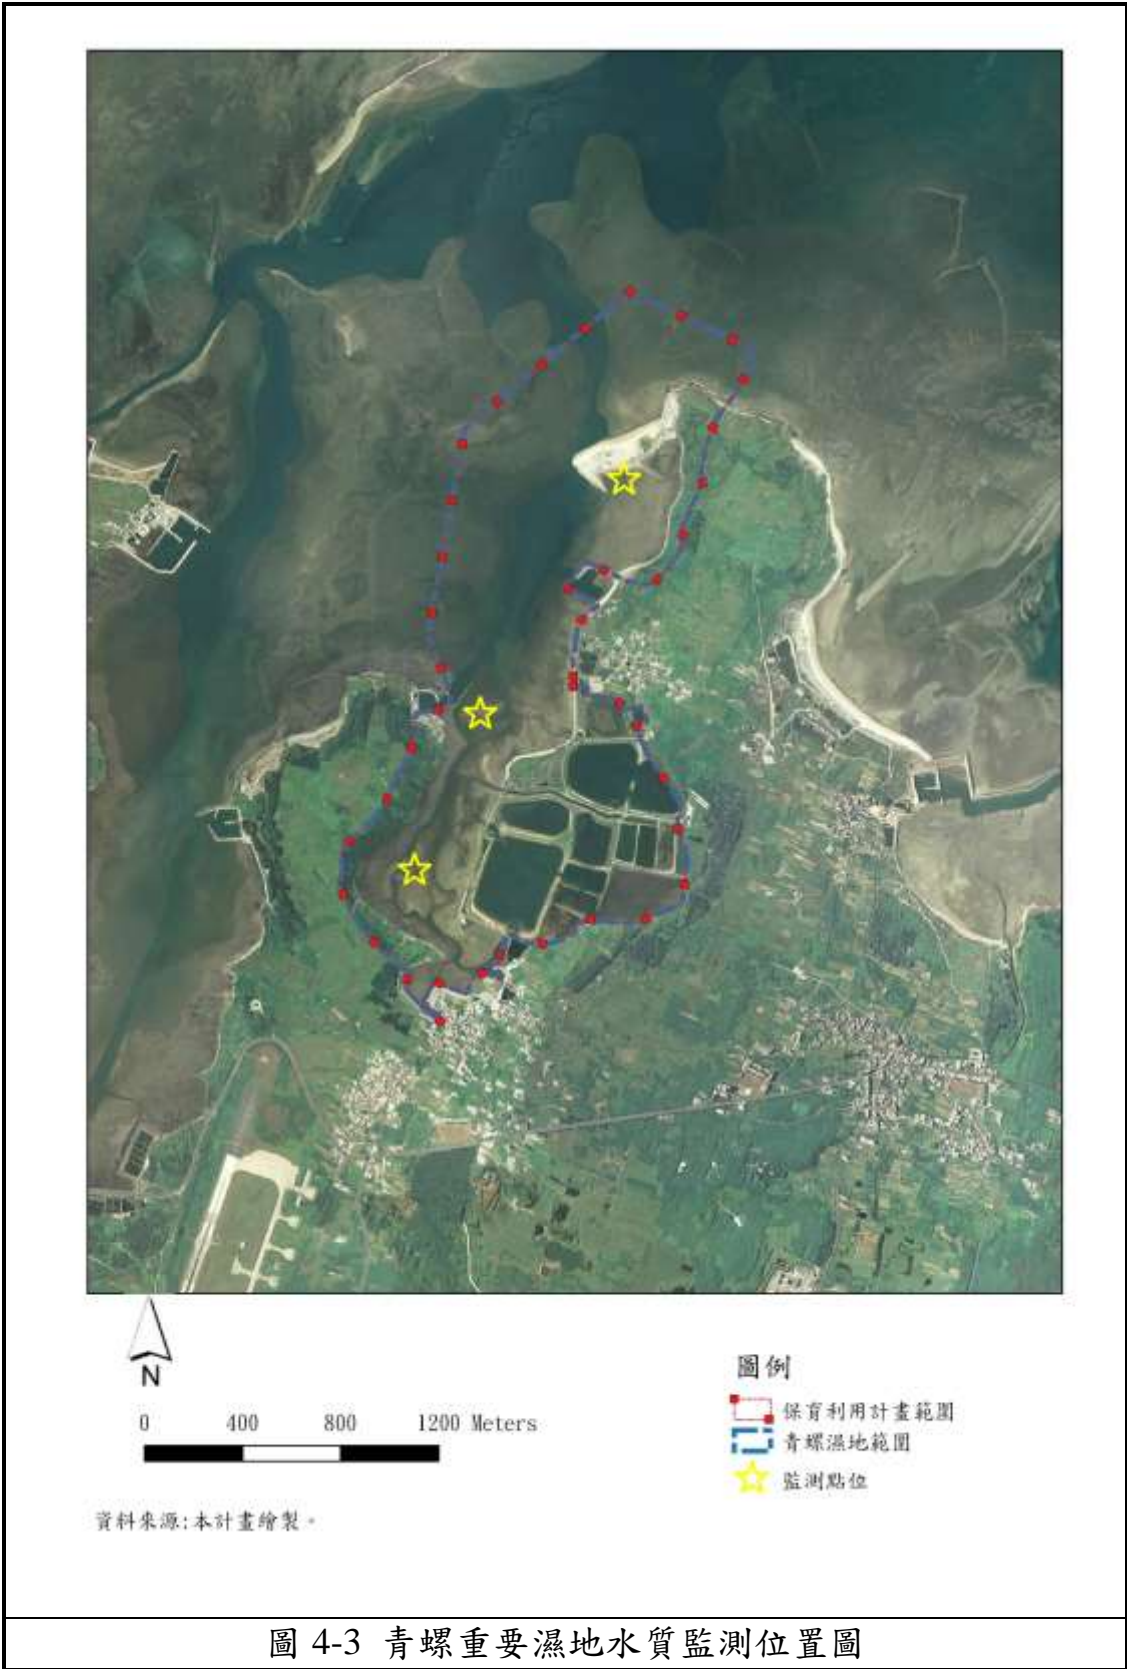 N
0 400 800 1200 Meters
圖例
保育利用計畫範圍
青螺濕地範圍
監測點位
資料來源:本計畫繪製。
圖 4-3 青螺重要濕地水質監測位置圖